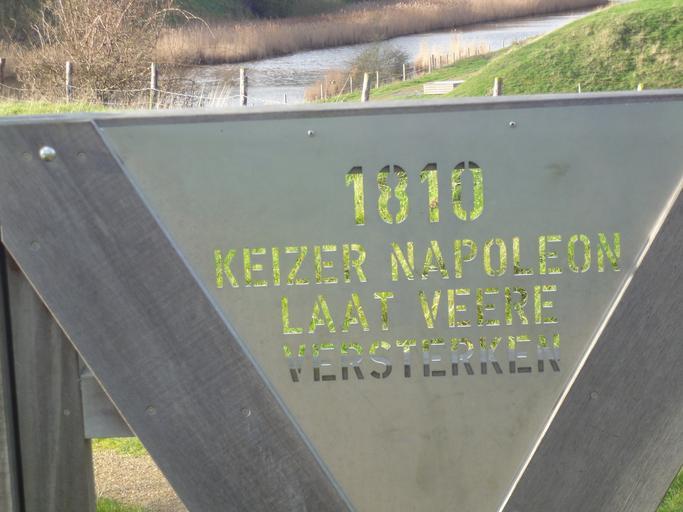 1810
KEIZER NAPOLEON
LAAT VEERE
VERSTERKEN